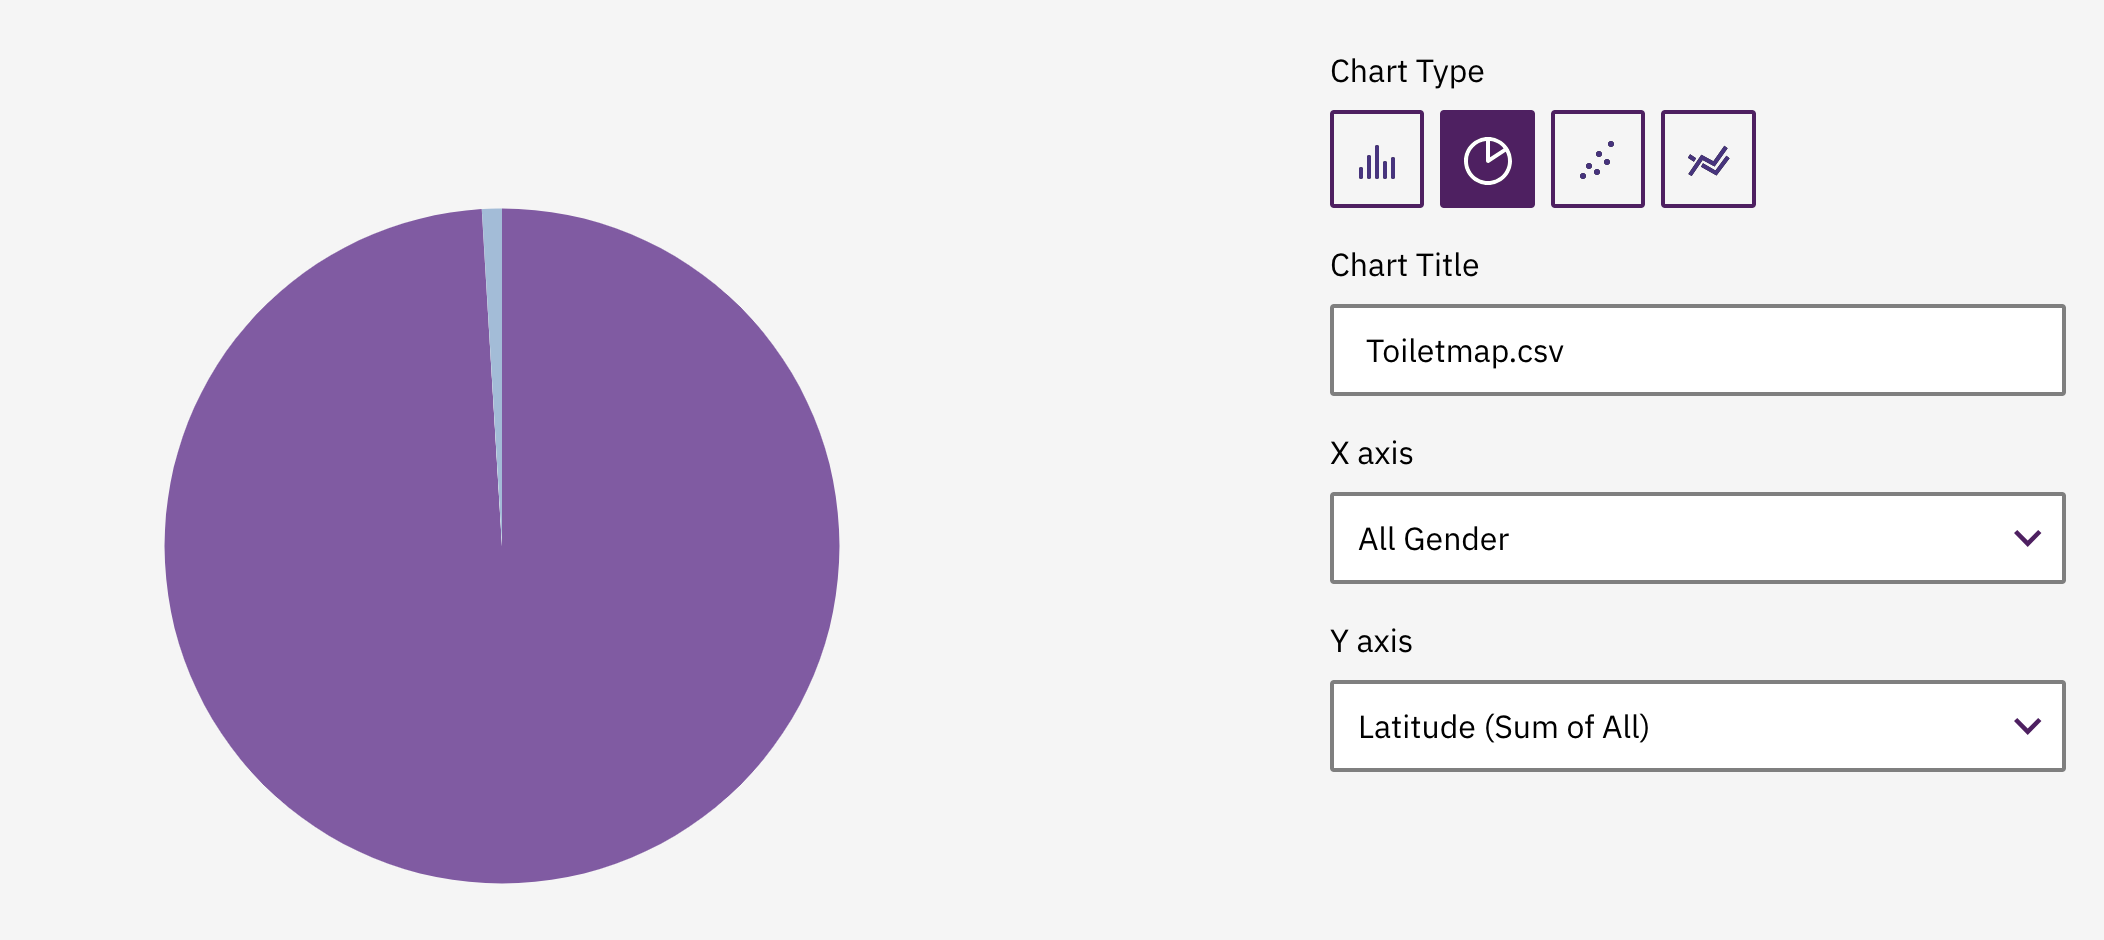 Chart Type
Chart Title
Toiletmap.csv
X axis
All Gender
Y axis
Latitude (Sum of All)